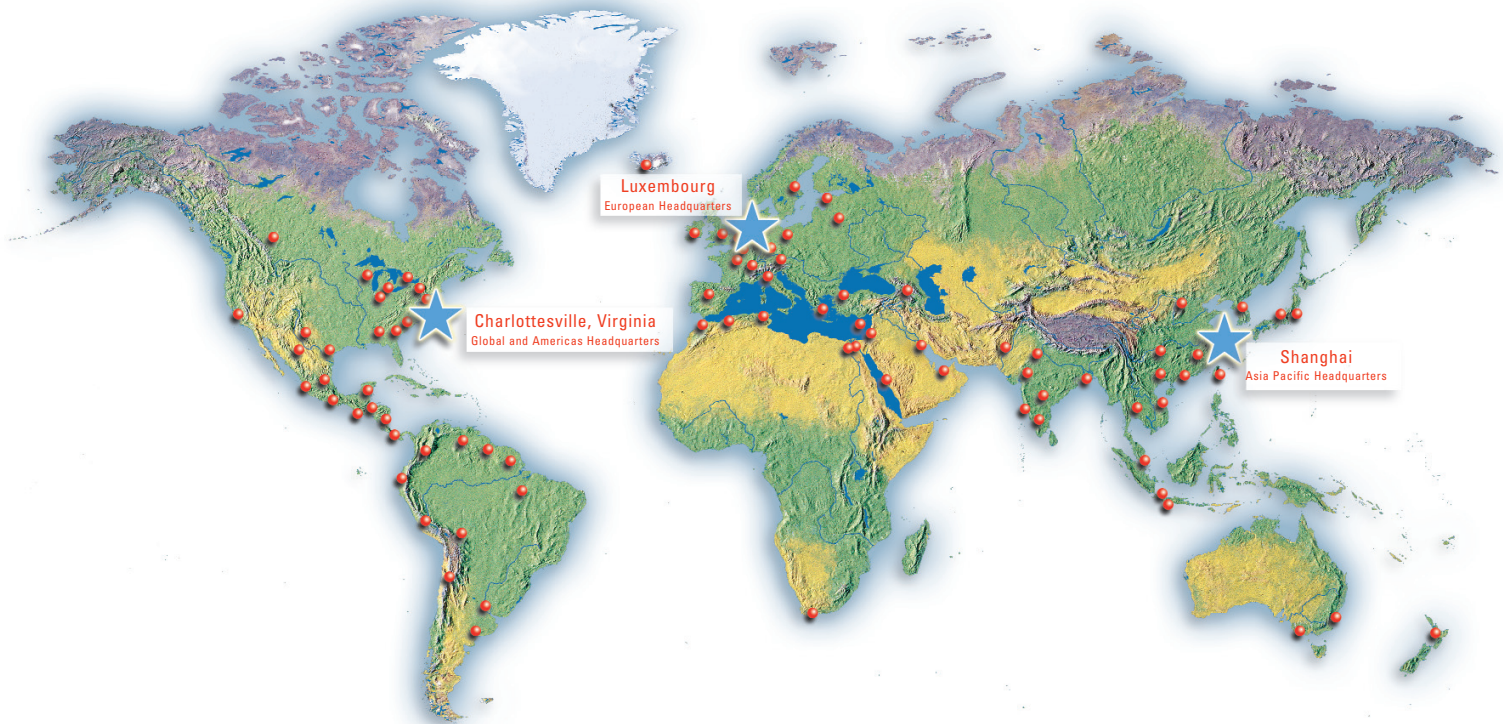 Luxembourg
European Headquarters
Charlottesville, Virginia
Global and Americas Headquarters
Shanghai
Asia Pacific Headquarters